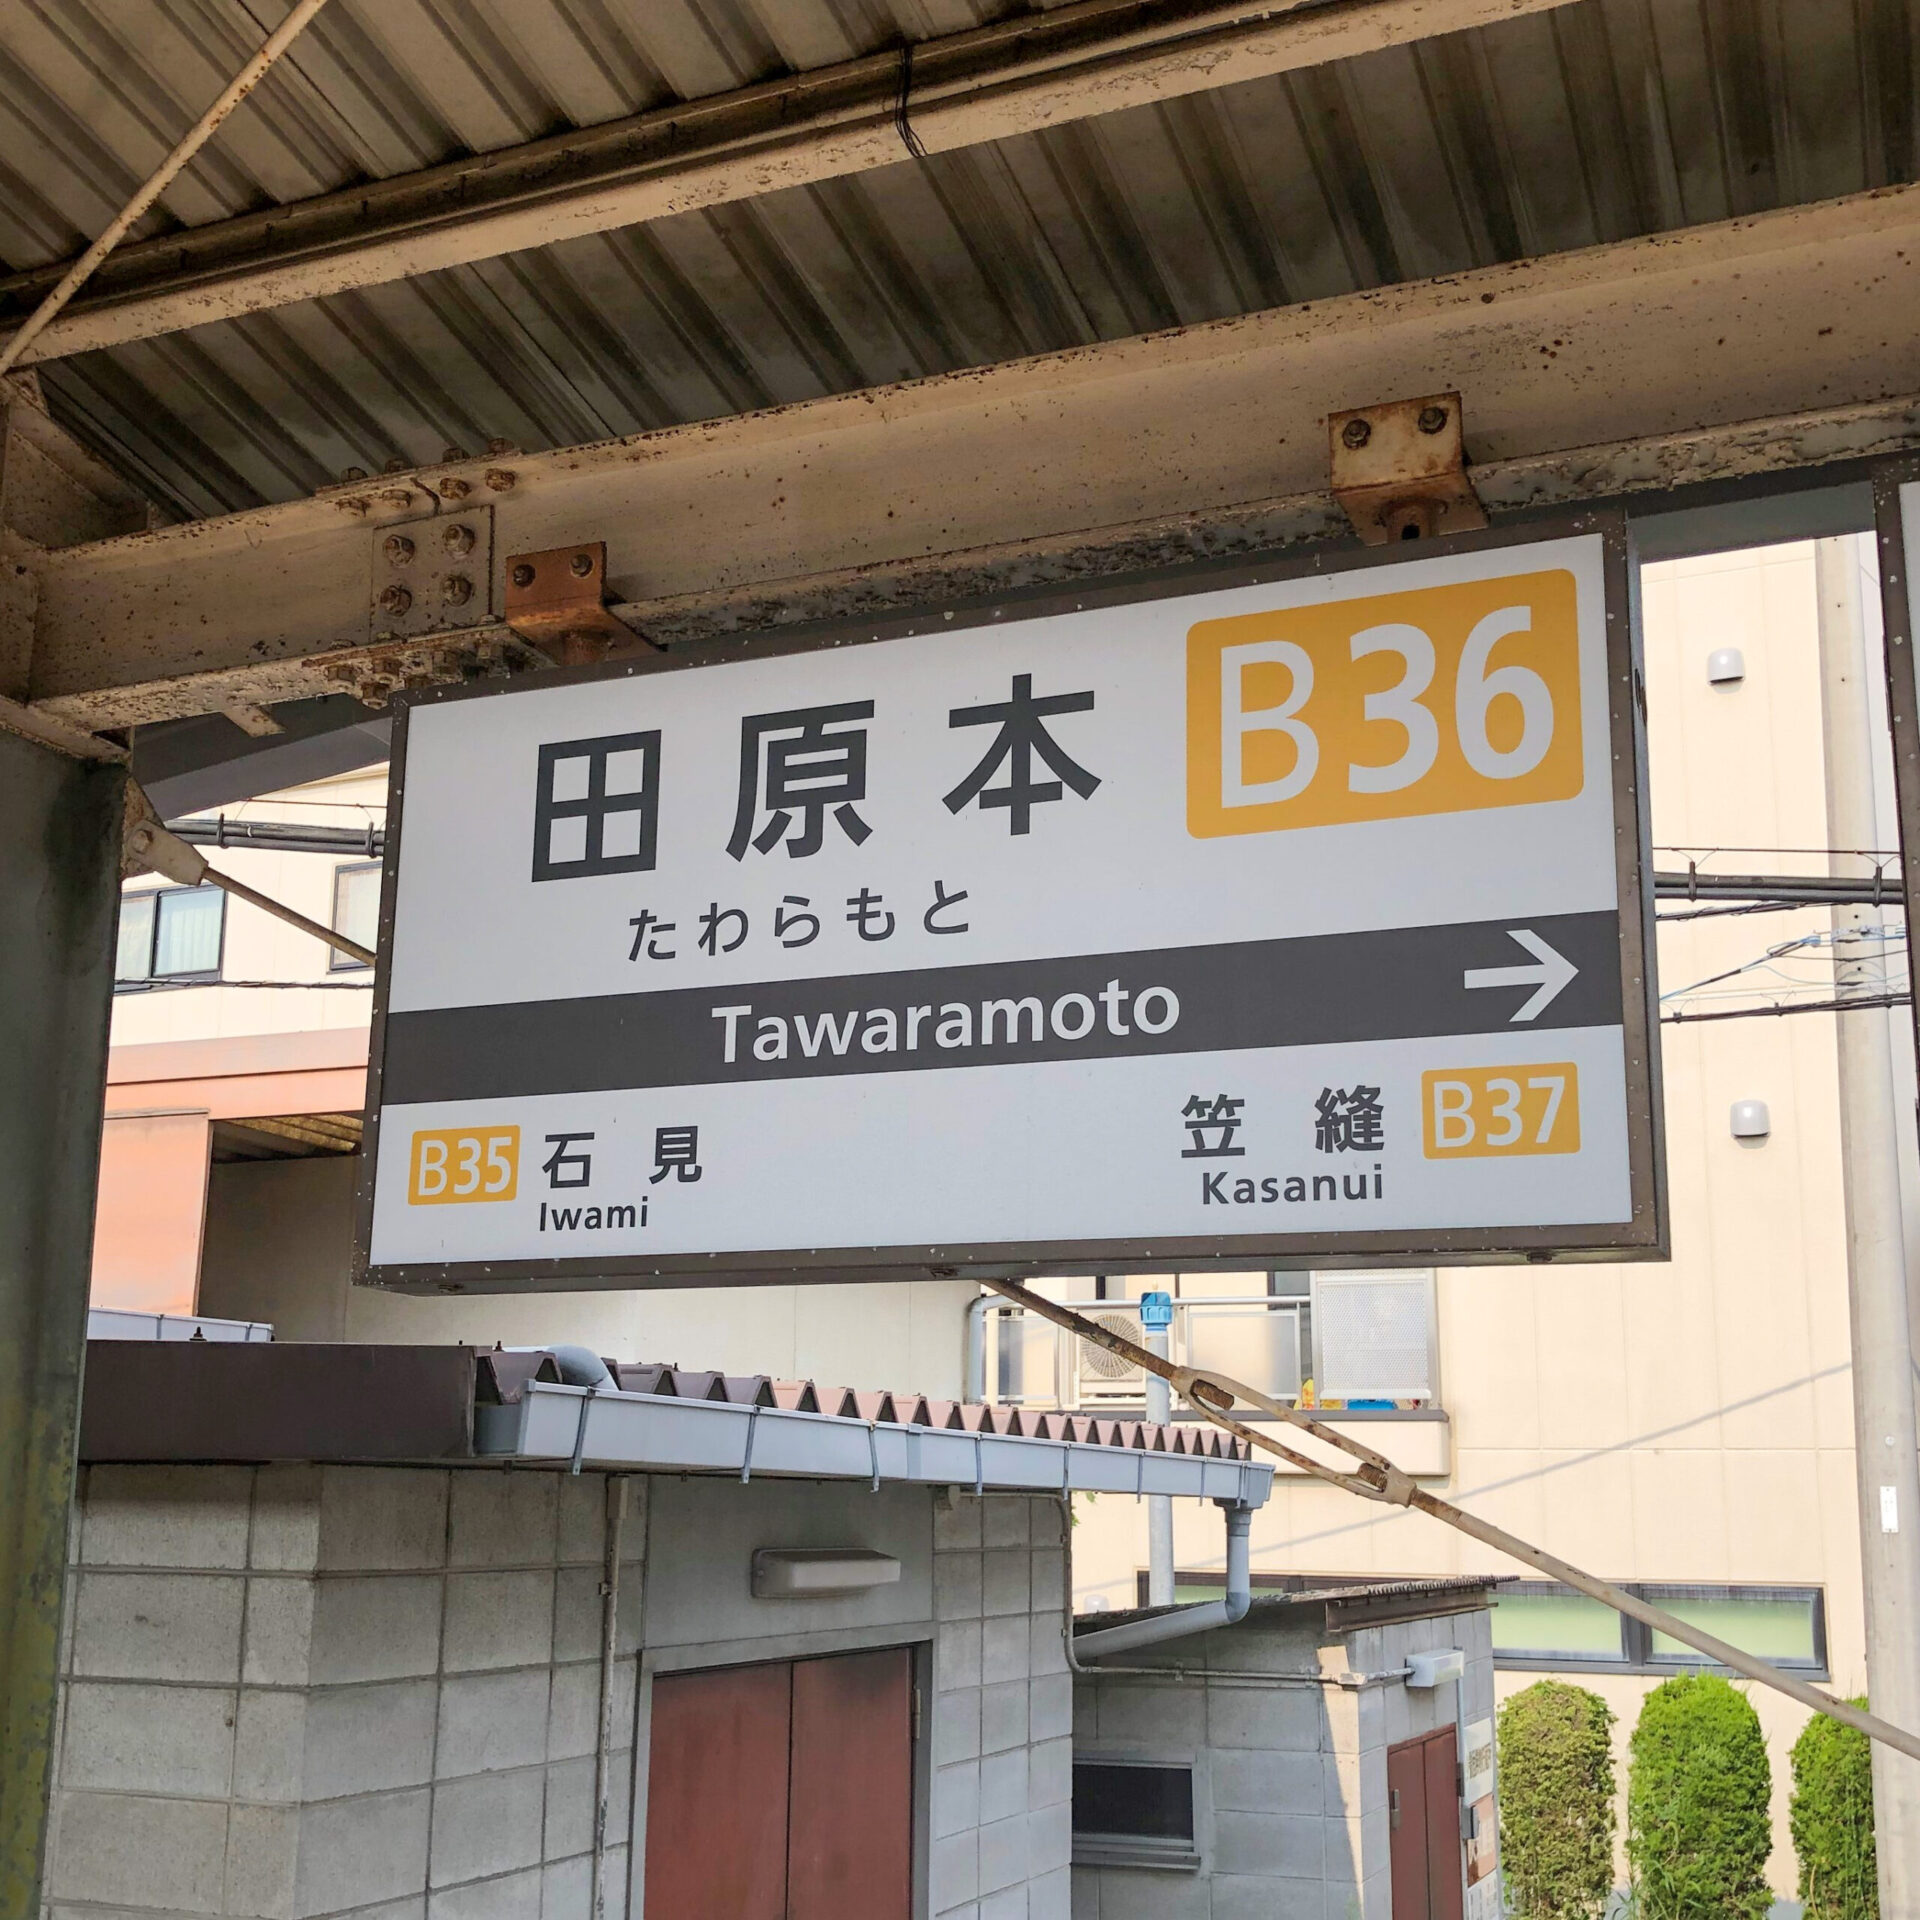 田原本 B36
たわらもと
Tawaramoto →
B35 石見
Iwami
笠縫 B37
Kasanui